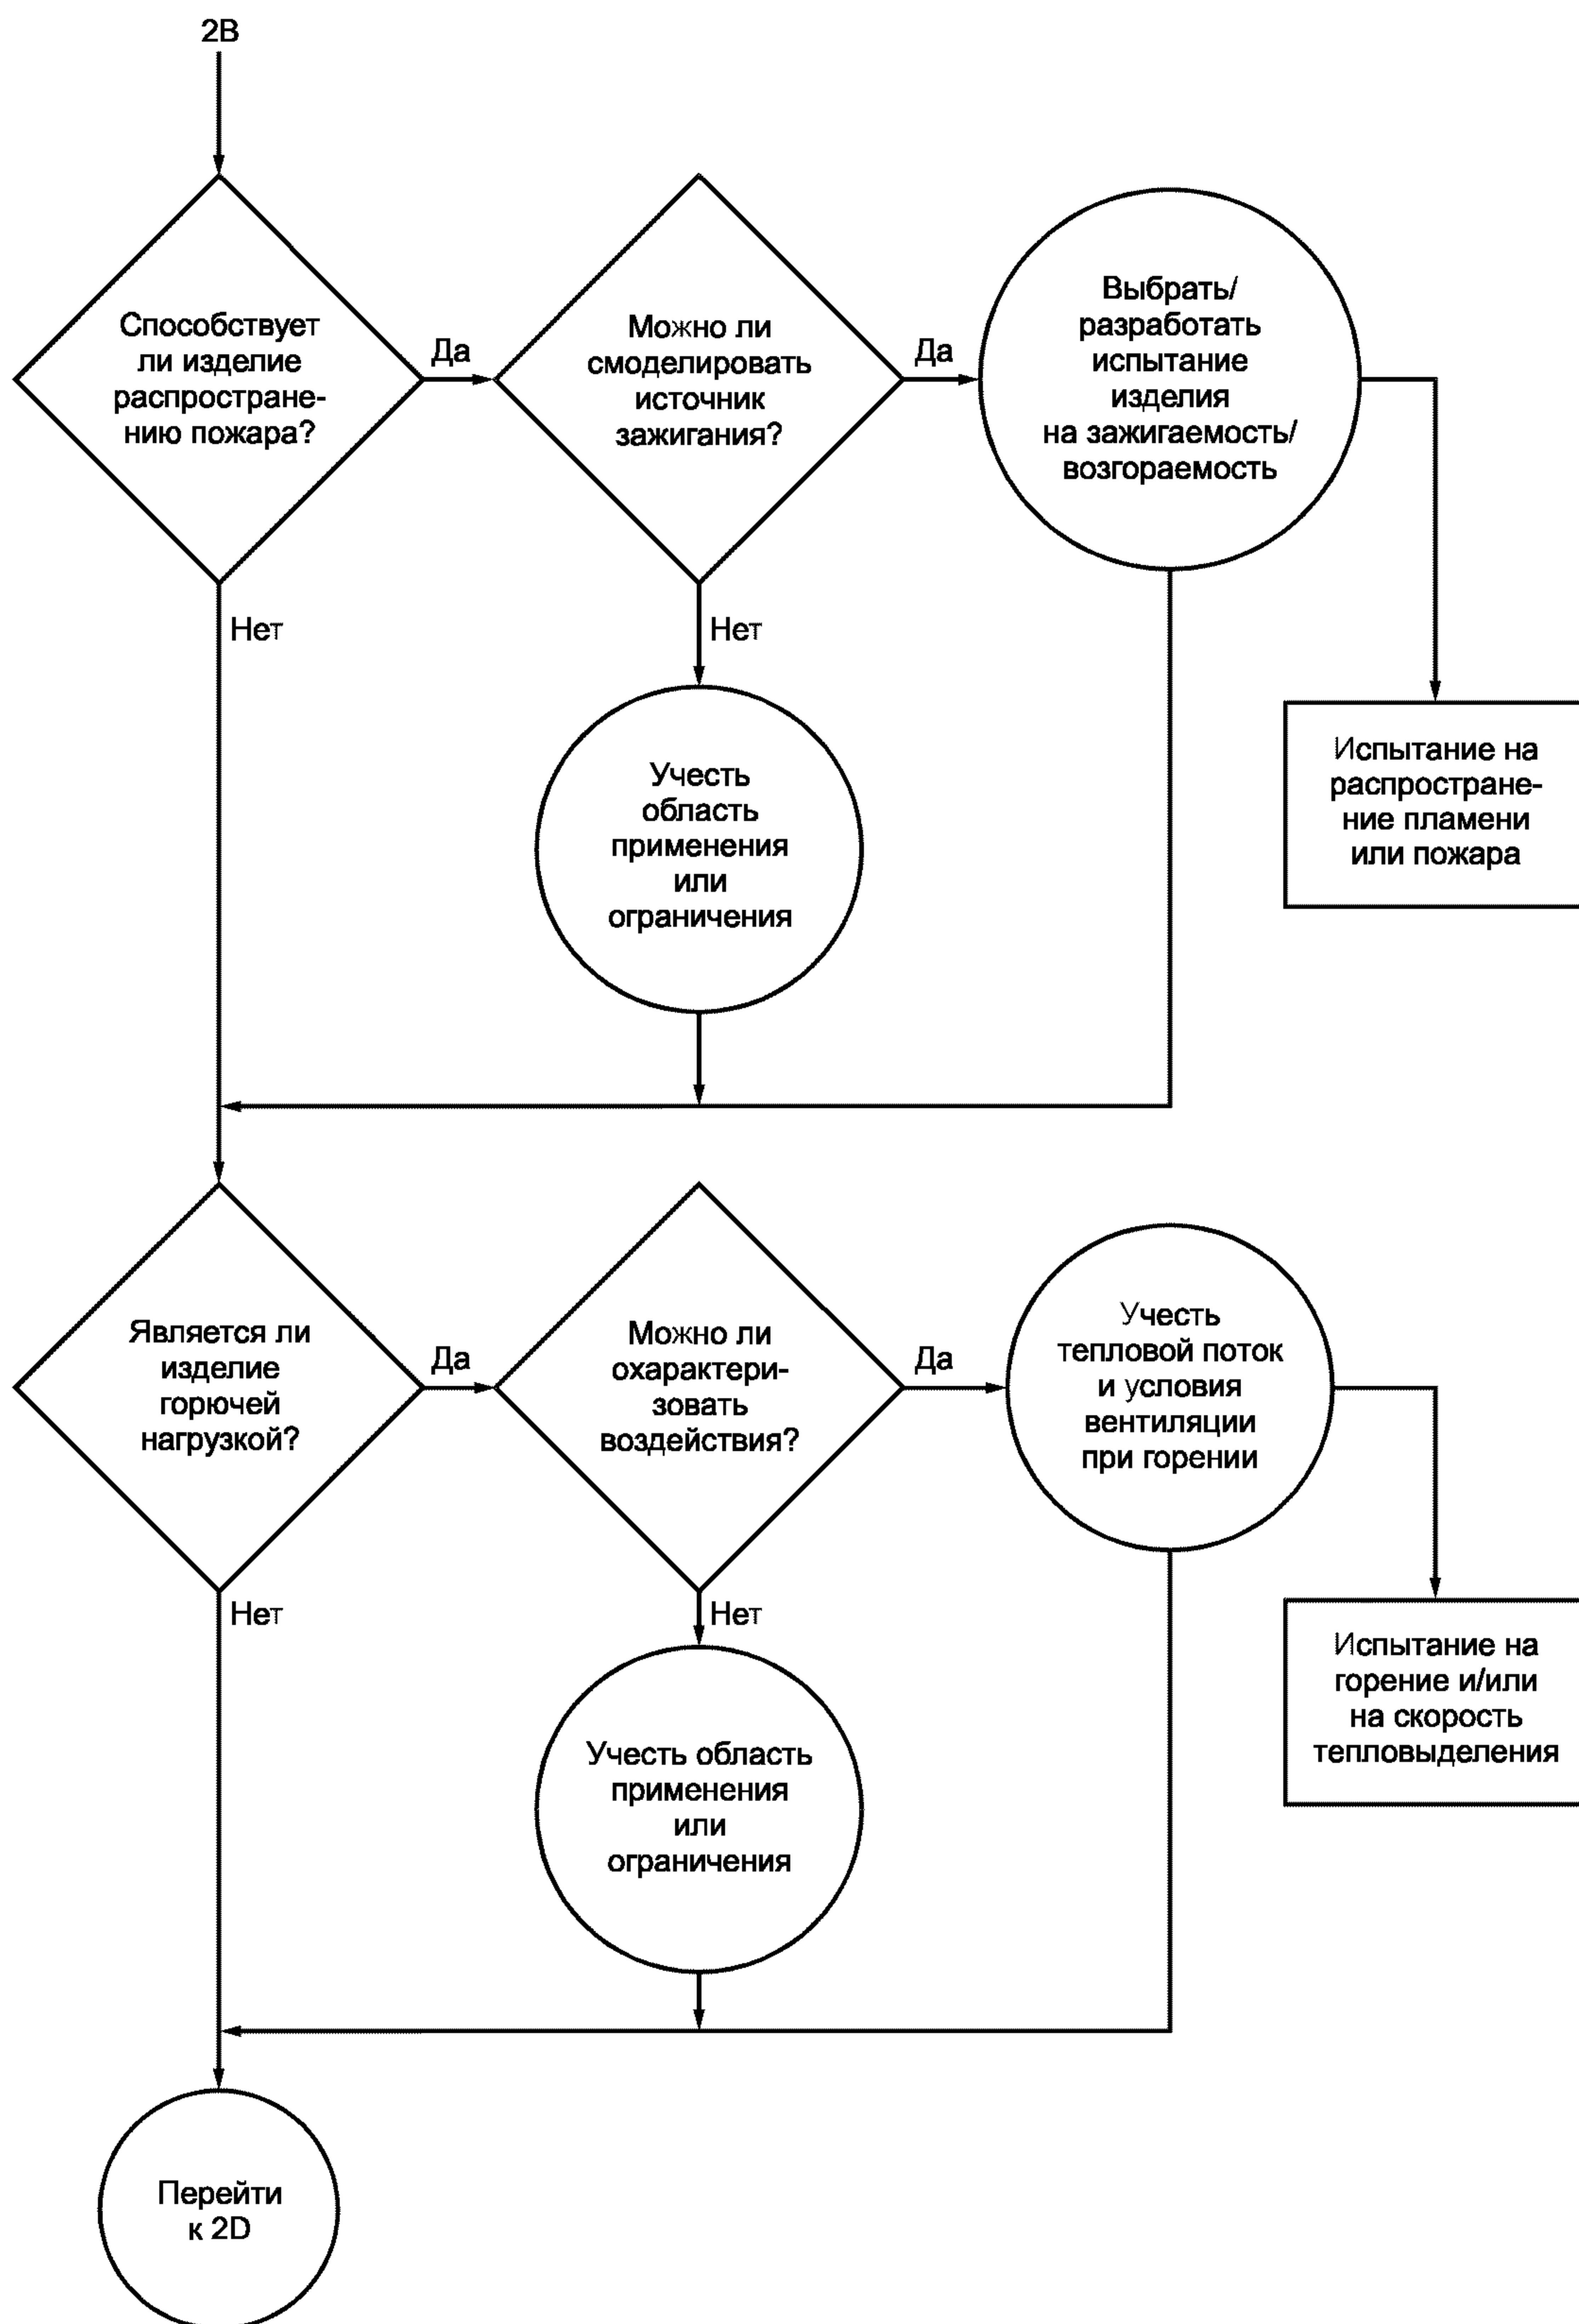 2B
Способствует
ли изделие
распростране-
нию пожара?
Да
Можно ли
смоделировать
источник
зажигания?
Да
Выбрать/
разработать
испытание
изделия
на зажигаемость/
возгораемость
Нет
Нет
Учесть
область
применения
или
ограничения
Испытание на
распростране-
ние пламени
или пожара
Является ли
изделие
горючей
нагрузкой?
Да
Можно ли
охарактери-
зовать
воздействия?
Да
Учесть
тепловой поток
и условия
вентиляции
при горении
Нет
Нет
Учесть область
применения
или
ограничения
Испытание на
горение и/или
на скорость
тепловыделения
Перейти
к 2D